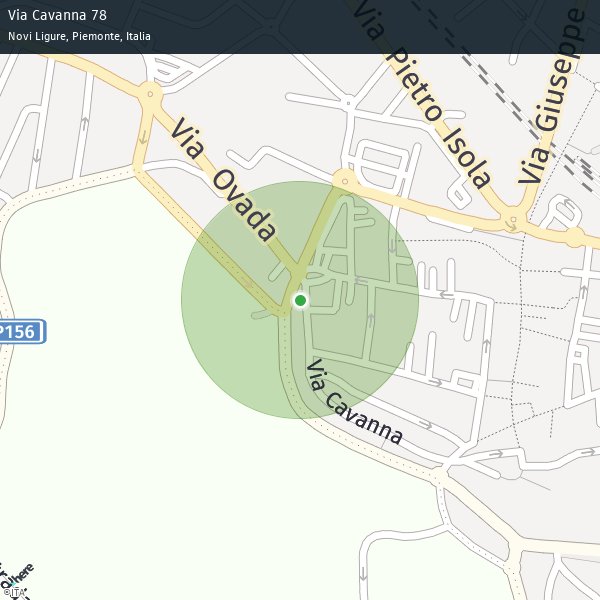 Via Cavanna 78
Novi Ligure, Piemonte, Italia
Via Pietro Isola
Via Giuseppe
Via Ovada
P156
Via Cavanna
here
©ITA